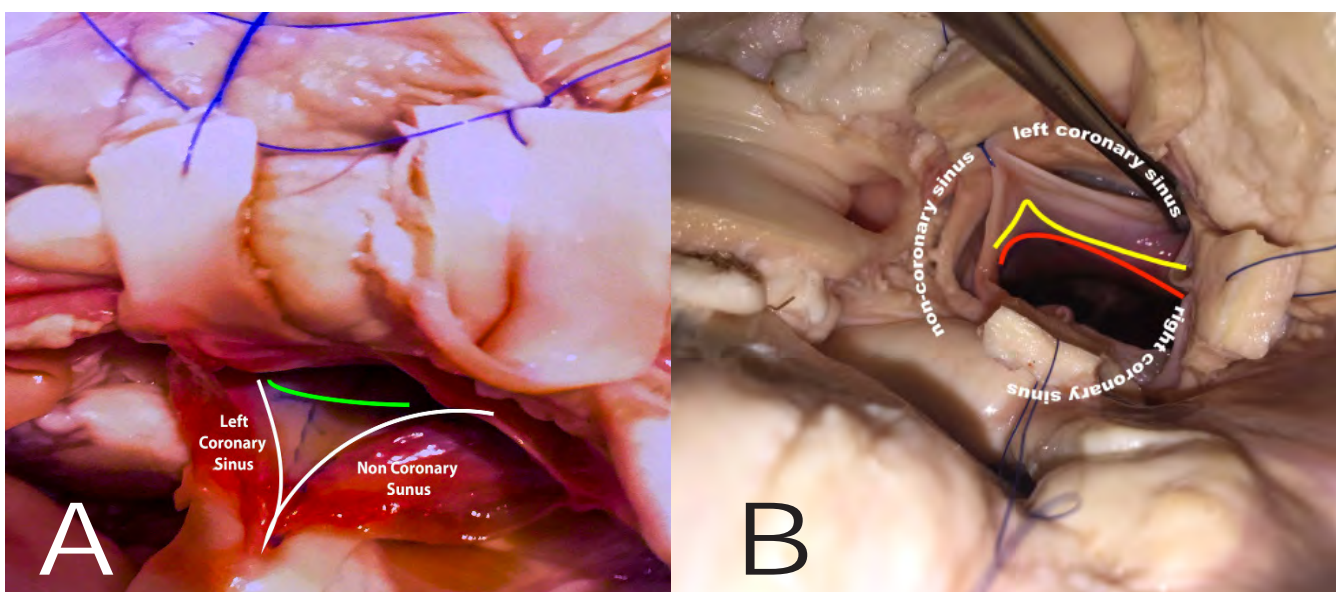 Left
Coronary
Sinus
Non Coronary
Sunus
A
left coronary sinus
non-coronary sinus
right coronary sinus
B